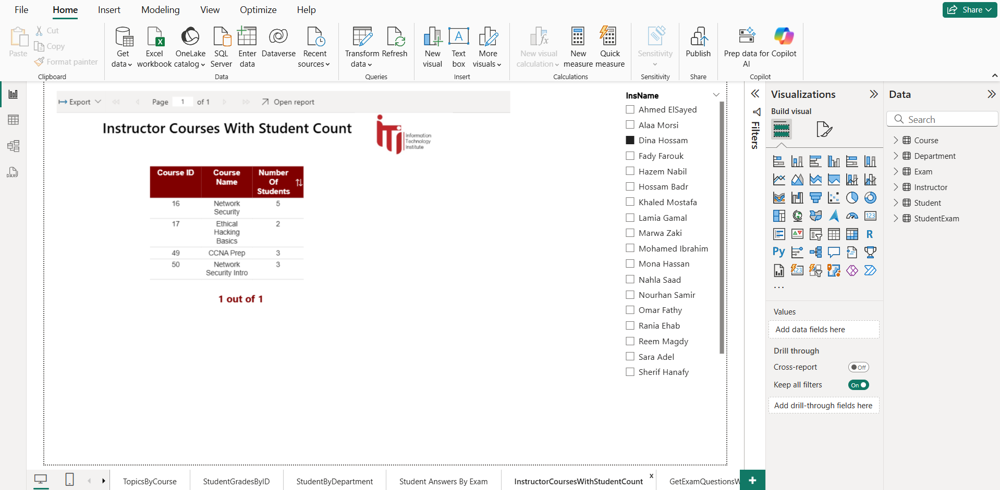 File Home Insert Modeling View Optimize Help Share
Paste
Cut
Copy
Format painter
Clipboard
Get data
Excel workbook
OneLake catalog
SQL Server
Enter data
Dataverse
Recent sources
Data
Transform data
Refresh
Queries
New visual
Text box
More visuals
Insert
New visual calculation
New measure
Quick measure
Calculations
Sensitivity
Sensitivity
Publish
Share
Prep data for AI
Copilot
Copilot
Export Page 1 of 1 Open report
Instructor Courses With Student Count
iTi
Information
Technology
Institute
Course ID Course Name Number Of Students
16 Network Security 5
17 Ethical Hacking Basics 2
49 CCNA Prep 3
50 Network Security Intro 3
1 out of 1
InsName
Ahmed ElSayed
Alaa Morsi
Dina Hossam
Fady Farouk
Hazem Nabil
Hossam Badr
Khaled Mostafa
Lamia Gamal
Marwa Zaki
Mohamed Ibrahim
Mona Hassan
Nahla Saad
Nourhan Samir
Omar Fathy
Rania Ehab
Reem Magdy
Sara Adel
Sherif Hanafy
Filters
Visualizations
Build visual
123
R
Py
123
...
Values
Add data fields here
Drill through
Cross-report Off
Keep all filters On
Add drill-through fields here
Data
Search
Course
Department
Exam
Instructor
Student
StudentExam
DAX
TopicsByCourse StudentGradesByID StudentByDepartment Student Answers By Exam InstructorCoursesWithStudentCount x GetExamQuestionsW +